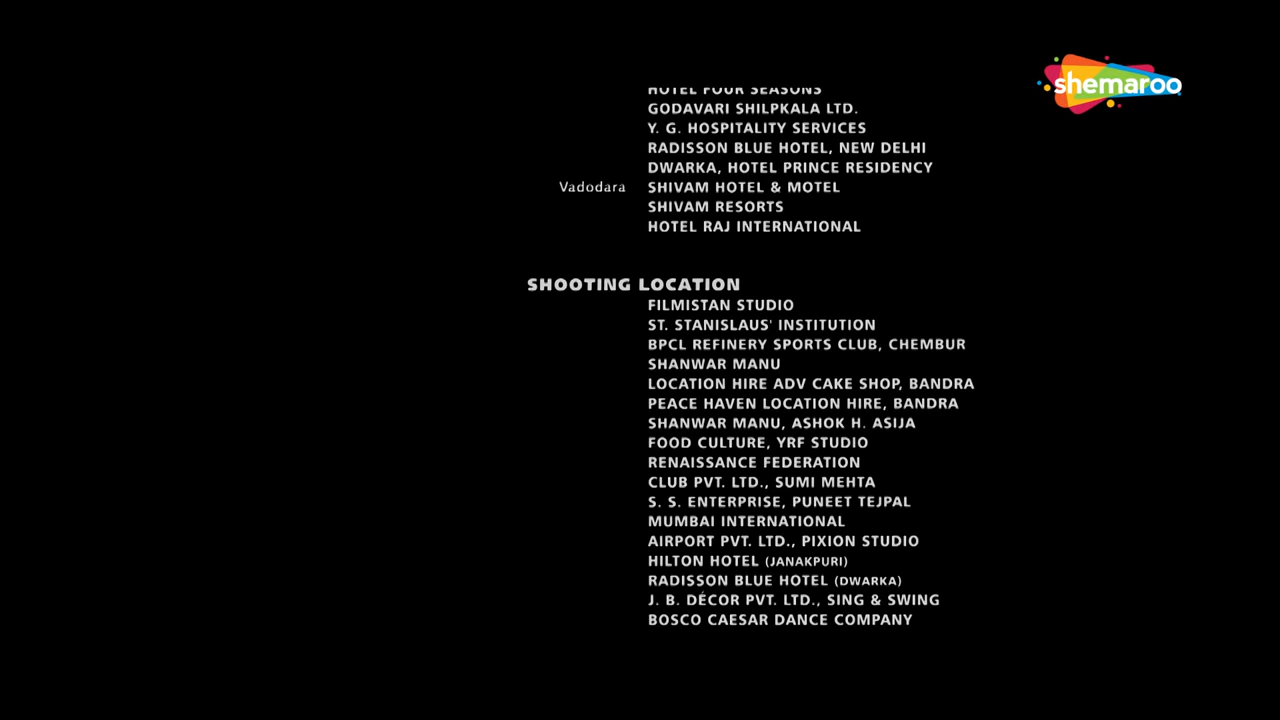 shemaroo
HOTEL FOUR SEASONS
GODAVARI SHILPKALA LTD.
Y. G. HOSPITALITY SERVICES
RADISSON BLUE HOTEL, NEW DELHI
DWARKA, HOTEL PRINCE RESIDENCY
Vadodara SHIVAM HOTEL & MOTEL
SHIVAM RESORTS
HOTEL RAJ INTERNATIONAL
SHOOTING LOCATION
FILMISTAN STUDIO
ST. STANISLAUS' INSTITUTION
BPCL REFINERY SPORTS CLUB, CHEMBUR
SHANWAR MANU
LOCATION HIRE ADV CAKE SHOP, BANDRA
PEACE HAVEN LOCATION HIRE, BANDRA
SHANWAR MANU, ASHOK H. ASIJA
FOOD CULTURE, YRF STUDIO
RENAISSANCE FEDERATION
CLUB PVT. LTD., SUMI MEHTA
S. S. ENTERPRISE, PUNEET TEJPAL
MUMBAI INTERNATIONAL
AIRPORT PVT. LTD., PIXION STUDIO
HILTON HOTEL (JANAKPURI)
RADISSON BLUE HOTEL (DWARKA)
J. B. DÉCOR PVT. LTD., SING & SWING
BOSCO CAESAR DANCE COMPANY